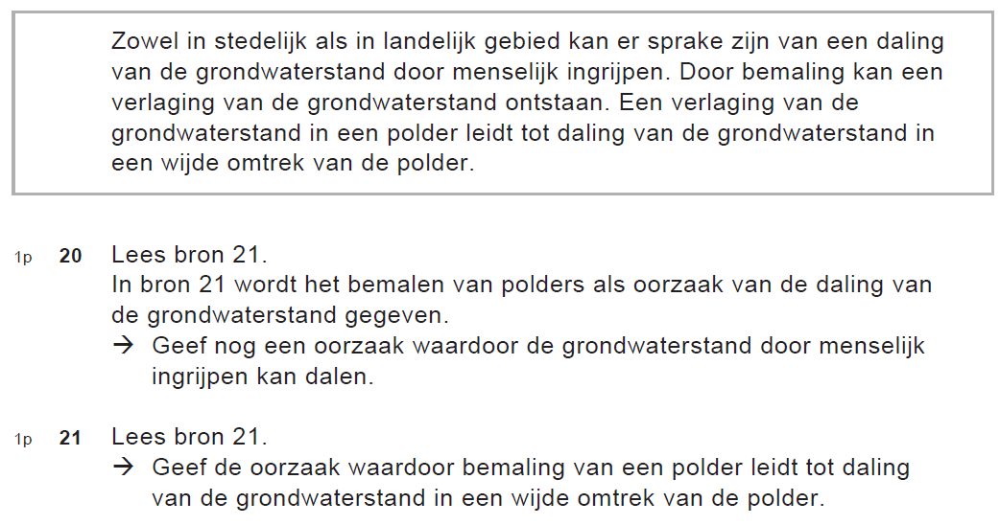 Zowel in stedelijk als in landelijk gebied kan er sprake zijn van een daling
van de grondwaterstand door menselijk ingrijpen. Door bemaling kan een
verlaging van de grondwaterstand ontstaan. Een verlaging van de
grondwaterstand in een polder leidt tot daling van de grondwaterstand in
een wijde omtrek van de polder.
1p 20 Lees bron 21.
In bron 21 wordt het bemalen van polders als oorzaak van de daling van
de grondwaterstand gegeven.
→ Geef nog een oorzaak waardoor de grondwaterstand door menselijk
ingrijpen kan dalen.
1p 21 Lees bron 21.
→ Geef de oorzaak waardoor bemaling van een polder leidt tot daling
van de grondwaterstand in een wijde omtrek van de polder.